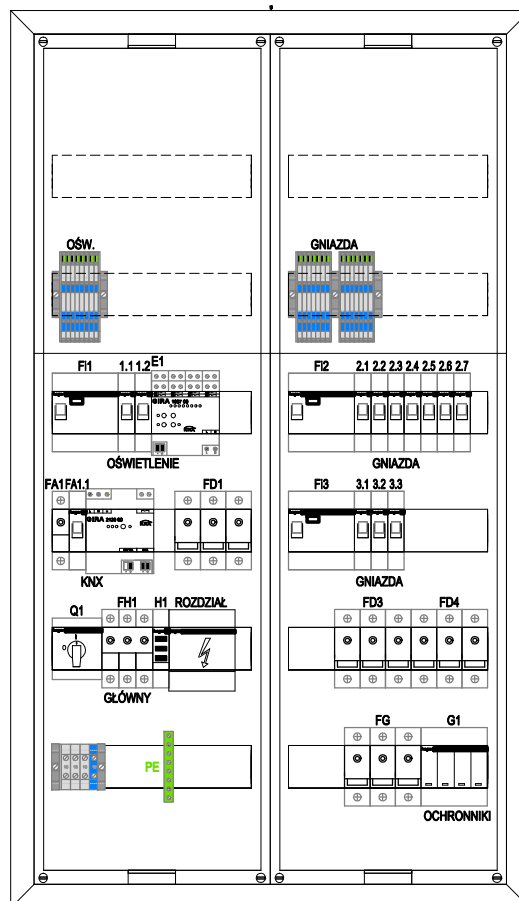 OŚW.
GNIAZDA
FI1 1.1 1.2 E1
FI2 2.1 2.2 2.3 2.4 2.5 2.6 2.7
GIRA
OŚWIETLENIE
GNIAZDA
FA1 FA1.1 FD1
FI3 3.1 3.2 3.3
GIRA
KNX
GNIAZDA
Q1 FH1 H1 ROZDZIAŁ
FD3 FD4
GŁÓWNY
FG G1
PE
OCHRONNIKI